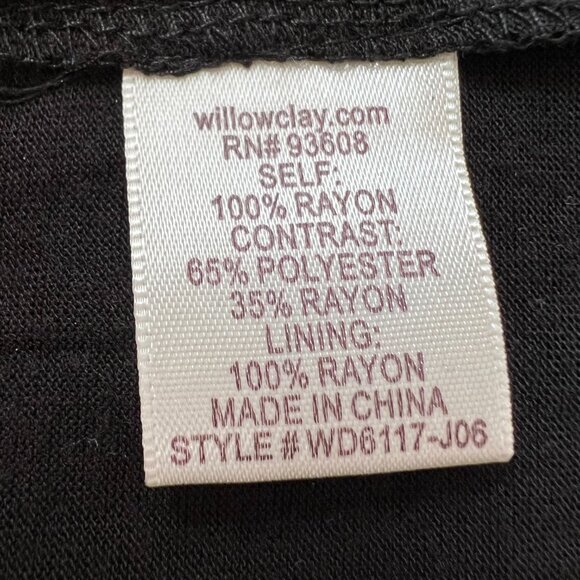 willowclay.com
RN# 93608
SELF:
100% RAYON
CONTRAST:
65% POLYESTER
35% RAYON
LINING:
100% RAYON
MADE IN CHINA
STYLE # WD6117-J06